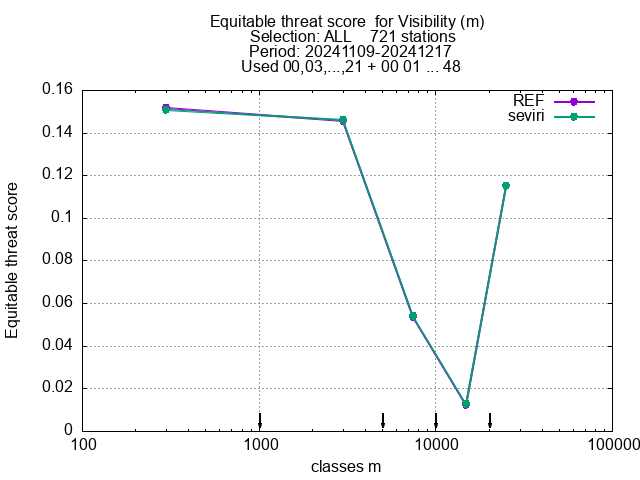 Equitable threat score  for Visibility (m)
Selection: ALL    721 stations
Period: 20241109-20241217
Used 00,03,...,21 + 00 01 ... 48
REF
seviri
0.16
0.14
0.12
0.1
0.08
0.06
0.04
0.02
0
Equitable threat score
100 1000 10000 100000
classes m